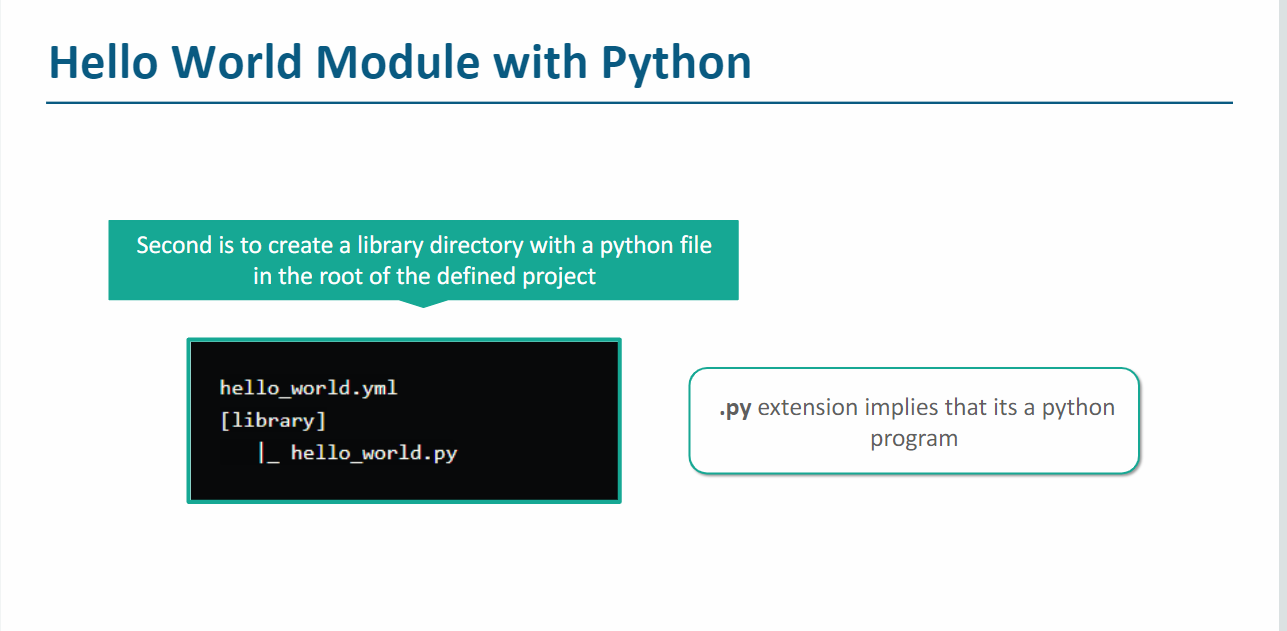 Hello World Module with Python
Second is to create a library directory with a python file
in the root of the defined project
hello_world.yml
[library]
|_ hello_world.py
.py extension implies that its a python
program